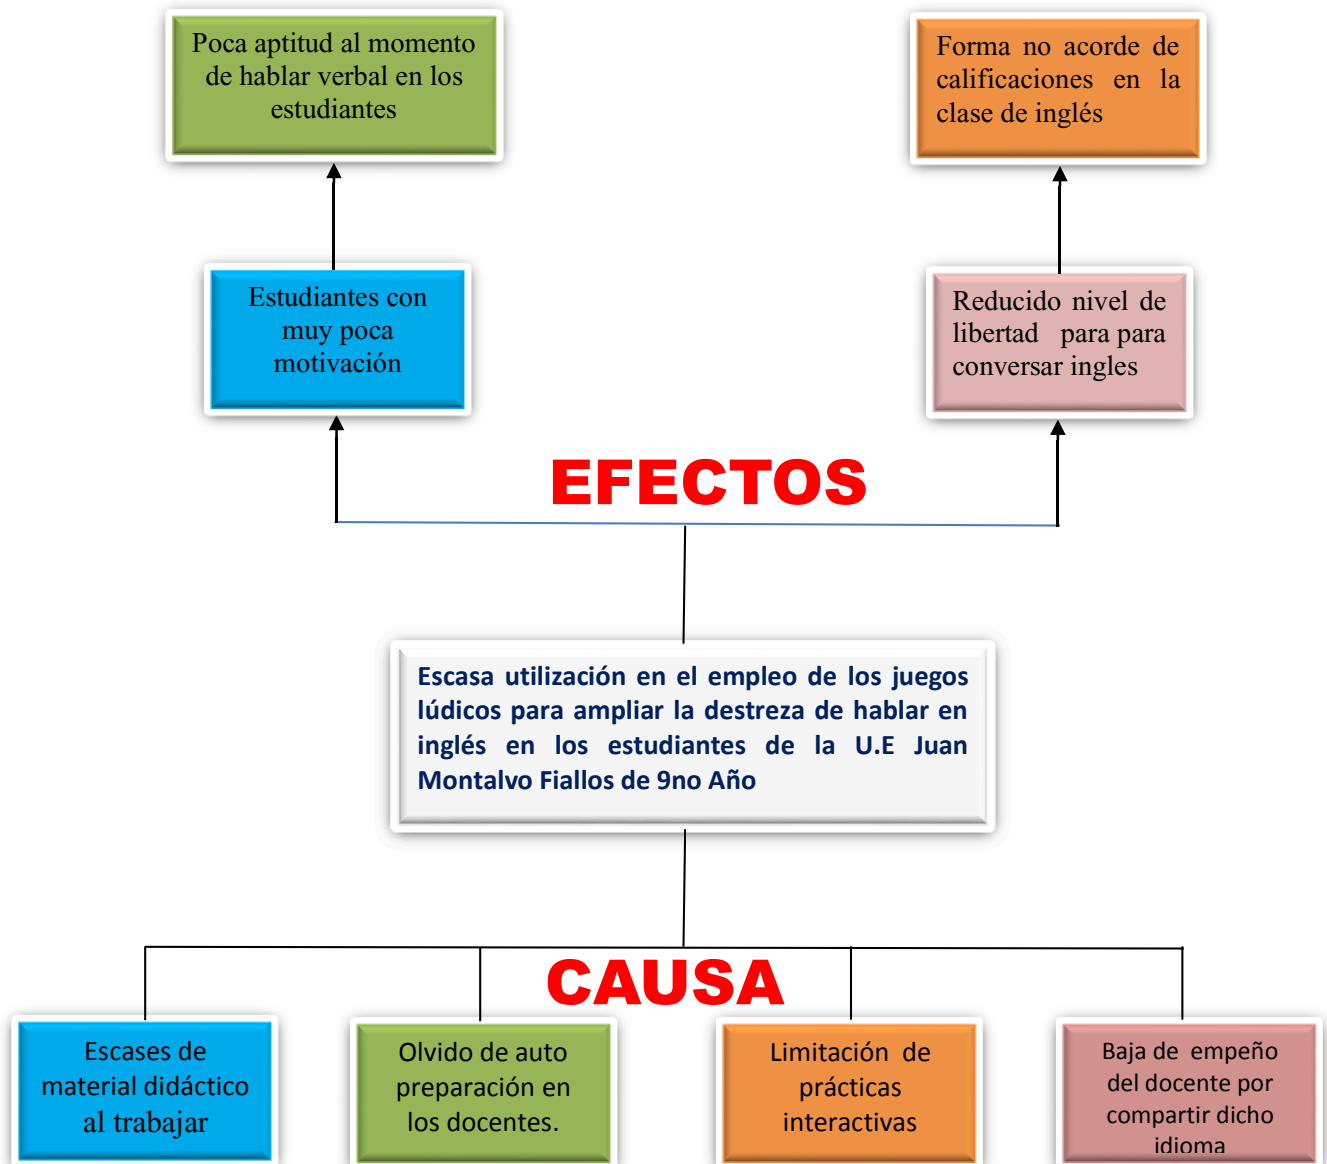 Poca aptitud al momento
de hablar verbal en los
estudiantes
Forma no acorde de
calificaciones en la
clase de inglés
Estudiantes con
muy poca
motivación
Reducido nivel de
libertad para para
conversar ingles
EFECTOS
Escasa utilización en el empleo de los juegos
lúdicos para ampliar la destreza de hablar en
inglés en los estudiantes de la U.E Juan
Montalvo Fiallos de 9no Año
CAUSA
Escases de
material didáctico
al trabajar
Olvido de auto
preparación en
los docentes.
Limitación de
prácticas
interactivas
Baja de empeño
del docente por
compartir dicho
idioma